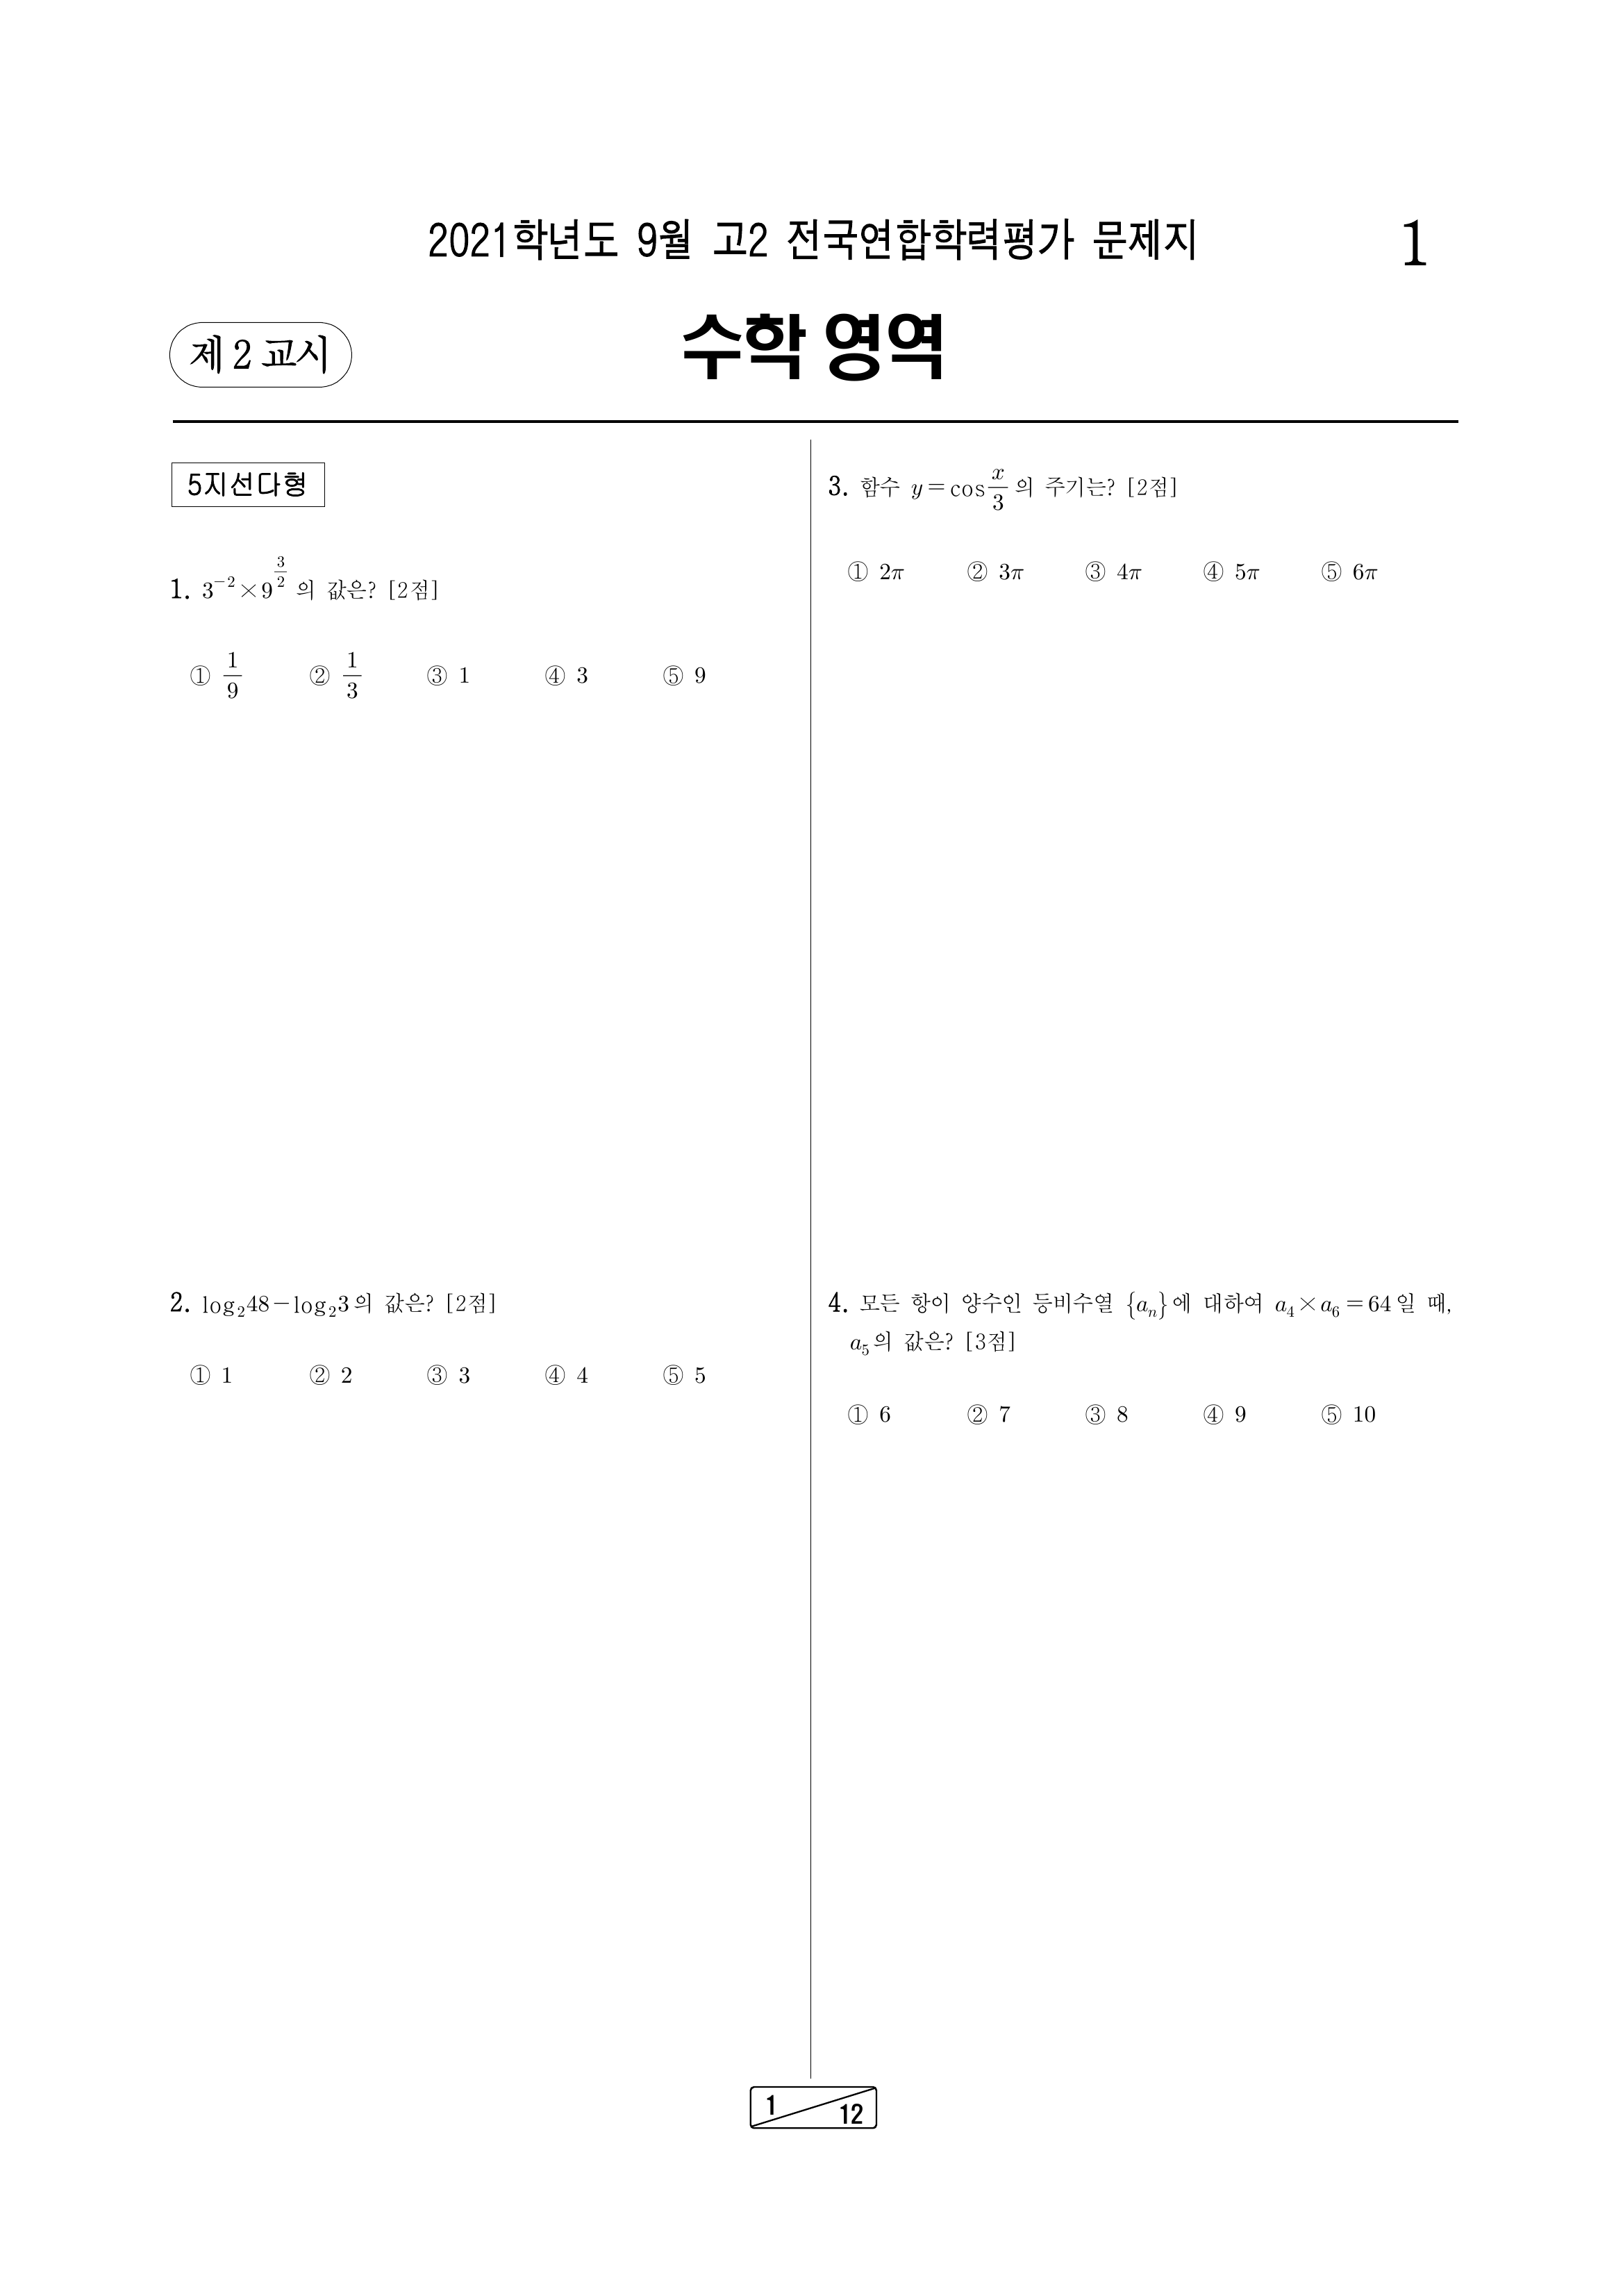 2021학년도 9월 고2 전국연합학력평가 문제지
1
제 2 교시
수학 영역
5지선다형
1. $3^{-2} \times 9^{\frac{3}{2}}$ 의 값은? [2점]
① $\frac{1}{9}$ ② $\frac{1}{3}$ ③ 1 ④ 3 ⑤ 9
2. $\log_2 48 - \log_2 3$의 값은? [2점]
① 1 ② 2 ③ 3 ④ 4 ⑤ 5
3. 함수 $y = \cos \frac{x}{3}$의 주기는? [2점]
① $2\pi$ ② $3\pi$ ③ $4\pi$ ④ $5\pi$ ⑤ $6\pi$
4. 모든 항이 양수인 등비수열 $\{a_n\}$에 대하여 $a_4 \times a_6 = 64$일 때,
$a_5$의 값은? [3점]
① 6 ② 7 ③ 8 ④ 9 ⑤ 10
1
12